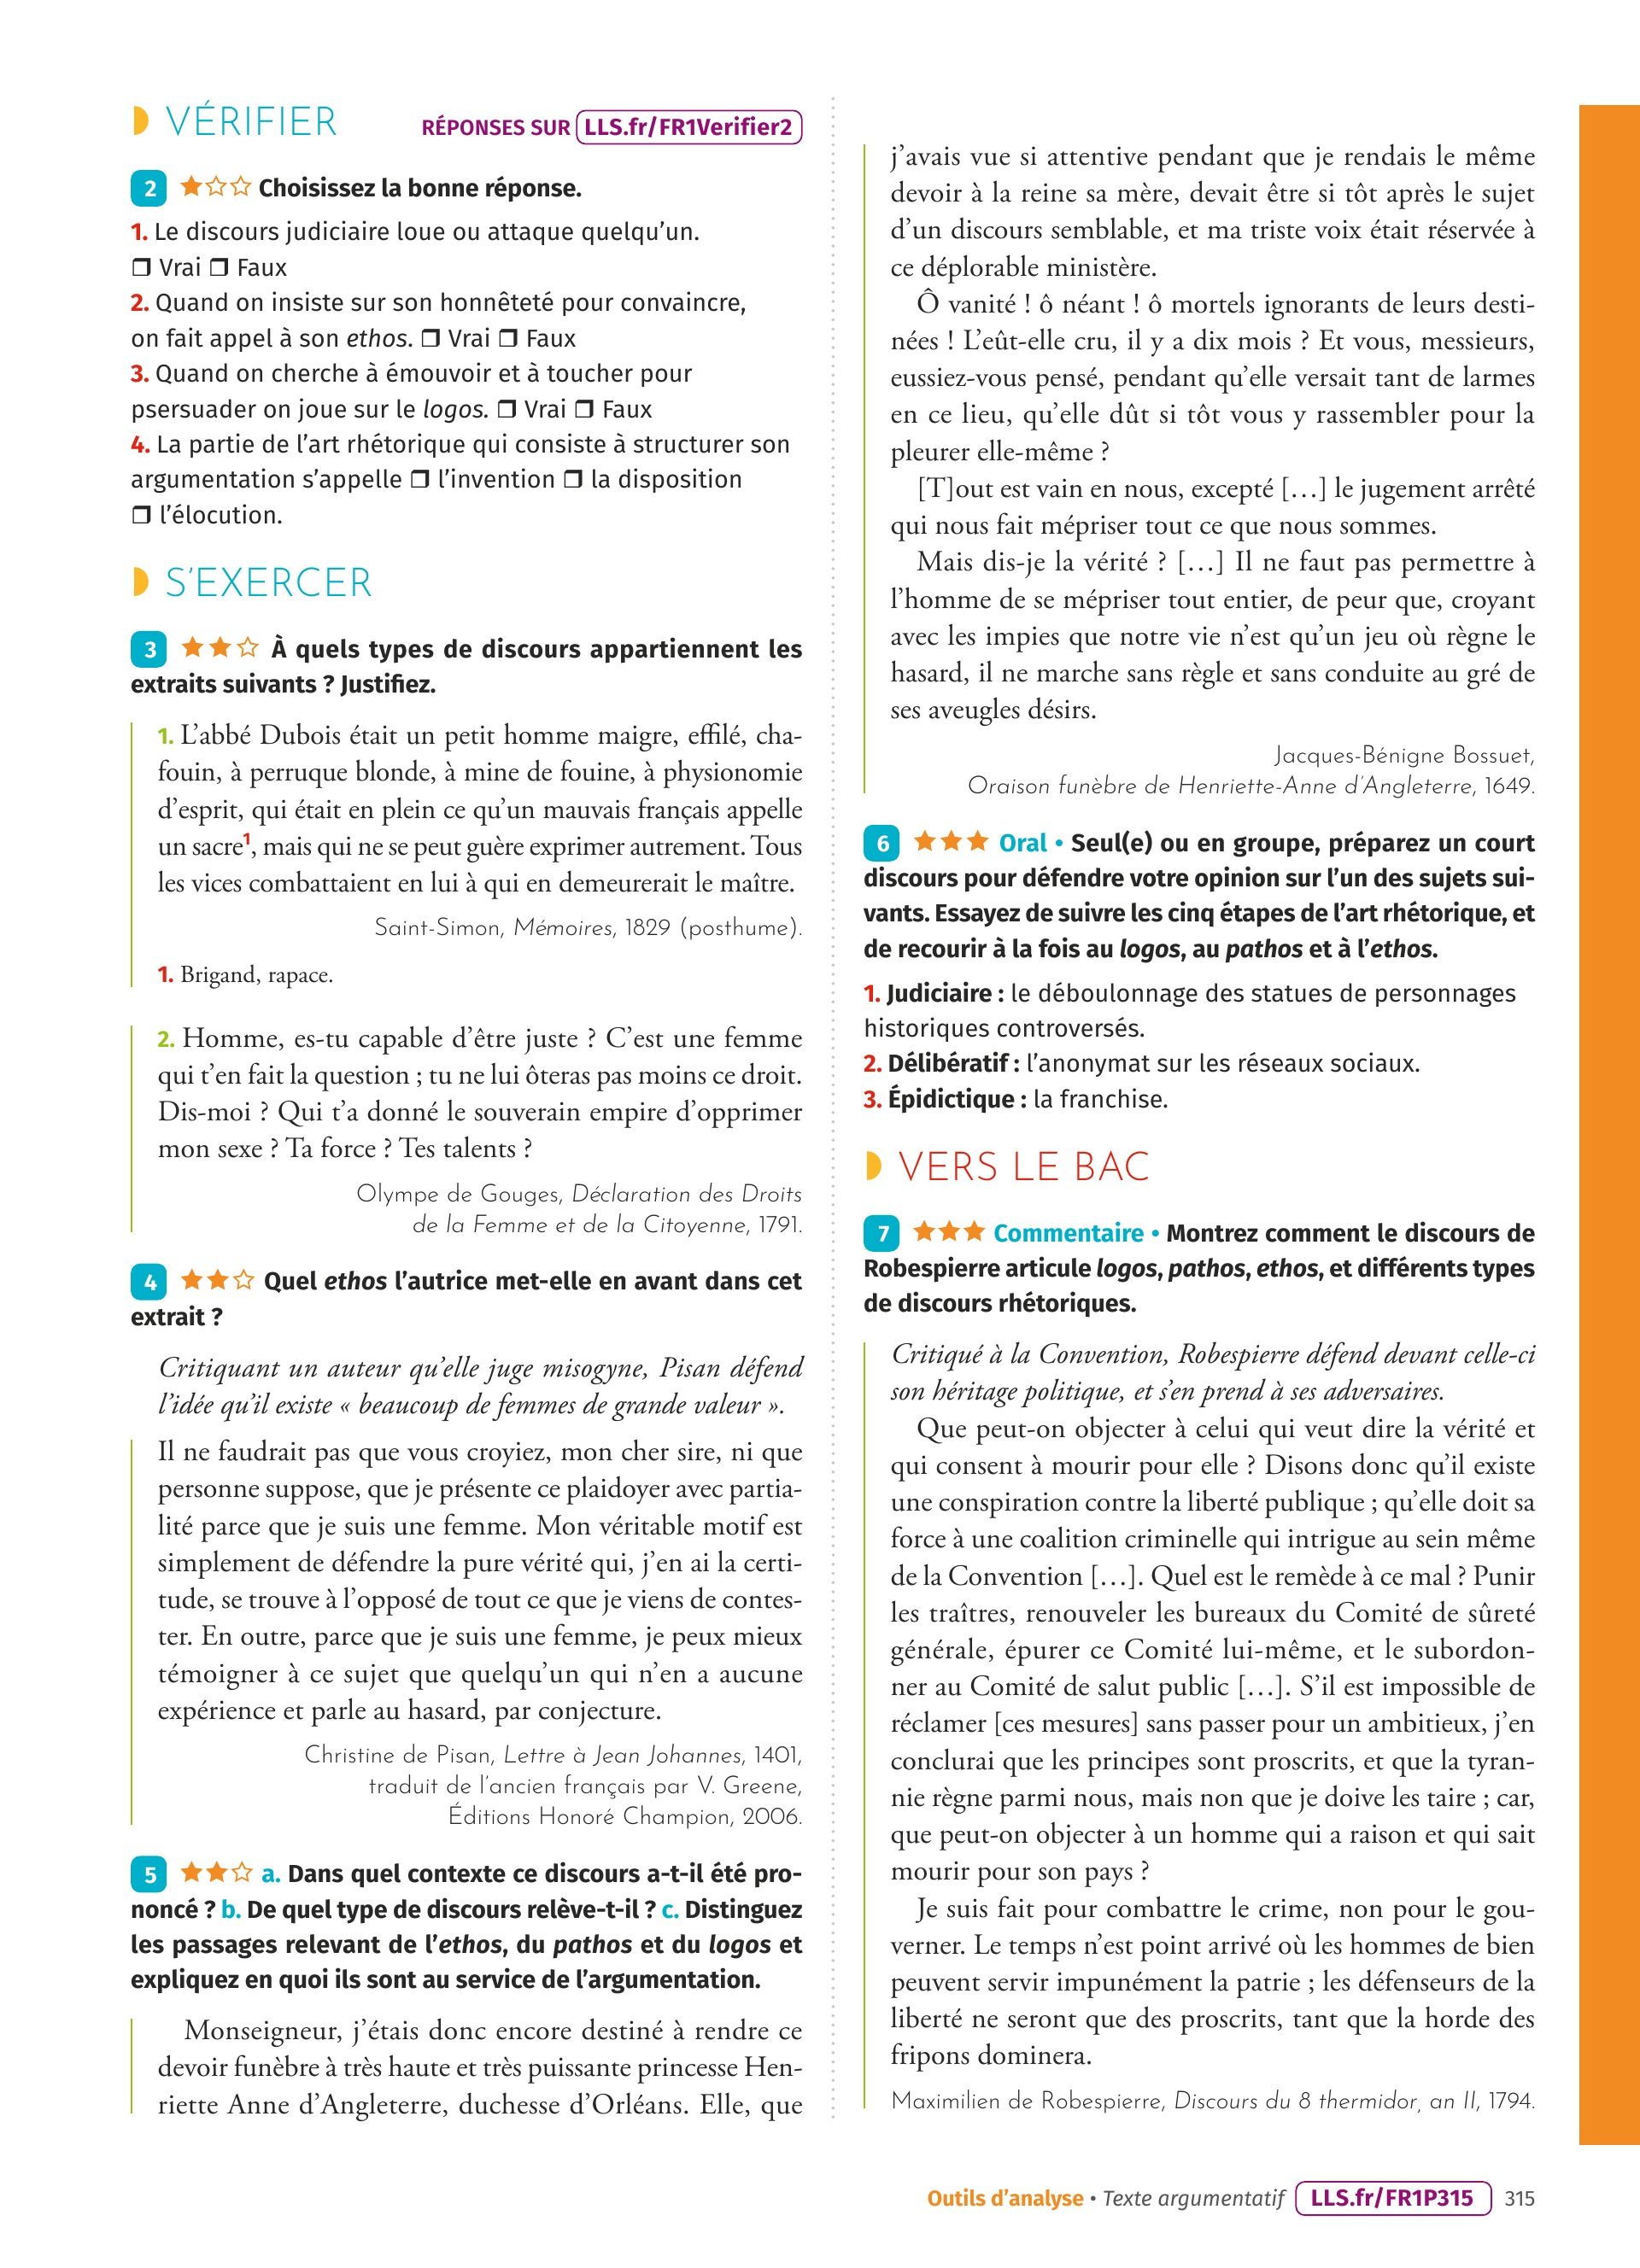 VÉRIFIER
RÉPONSES SUR LLS.fr/FR1Verifier2
2 ★☆☆ Choisissez la bonne réponse.
1. Le discours judiciaire loue ou attaque quelqu’un.
❒ Vrai ❒ Faux
2. Quand on insiste sur son honnêteté pour convaincre,
on fait appel à son ethos. ❒ Vrai ❒ Faux
3. Quand on cherche à émouvoir et à toucher pour
psersuader on joue sur le logos. ❒ Vrai ❒ Faux
4. La partie de l’art rhétorique qui consiste à structurer son
argumentation s’appelle ❒ l’invention ❒ la disposition
❒ l’élocution.
S’EXERCER
3 ★★☆ À quels types de discours appartiennent les
extraits suivants ? Justifiez.
1. L’abbé Dubois était un petit homme maigre, effilé, cha-
fouin, à perruque blonde, à mine de fouine, à physionomie
d’esprit, qui était en plein ce qu’un mauvais français appelle
un sacre1, mais qui ne se peut guère exprimer autrement. Tous
les vices combattaient en lui à qui en demeurerait le maître.
Saint-Simon, Mémoires, 1829 (posthume).
1. Brigand, rapace.
2. Homme, es-tu capable d’être juste ? C’est une femme
qui t’en fait la question ; tu ne lui ôteras pas moins ce droit.
Dis-moi ? Qui t’a donné le souverain empire d’opprimer
mon sexe ? Ta force ? Tes talents ?
Olympe de Gouges, Déclaration des Droits
de la Femme et de la Citoyenne, 1791.
4 ★★☆ Quel ethos l’autrice met-elle en avant dans cet
extrait ?
Critiquant un auteur qu’elle juge misogyne, Pisan défend
l’idée qu’il existe « beaucoup de femmes de grande valeur ».
Il ne faudrait pas que vous croyiez, mon cher sire, ni que
personne suppose, que je présente ce plaidoyer avec partia-
lité parce que je suis une femme. Mon véritable motif est
simplement de défendre la pure vérité qui, j’en ai la certi-
tude, se trouve à l’opposé de tout ce que je viens de contes-
ter. En outre, parce que je suis une femme, je peux mieux
témoigner à ce sujet que quelqu’un qui n’en a aucune
expérience et parle au hasard, par conjecture.
Christine de Pisan, Lettre à Jean Johannes, 1401,
traduit de l’ancien français par V. Greene,
Éditions Honoré Champion, 2006.
5 ★★☆ a. Dans quel contexte ce discours a-t-il été pro-
noncé ? b. De quel type de discours relève-t-il ? c. Distinguez
les passages relevant de l’ethos, du pathos et du logos et
expliquez en quoi ils sont au service de l’argumentation.
Monseigneur, j’étais donc encore destiné à rendre ce
devoir funèbre à très haute et très puissante princesse Hen-
riette Anne d’Angleterre, duchesse d’Orléans. Elle, que
j’avais vue si attentive pendant que je rendais le même
devoir à la reine sa mère, devait être si tôt après le sujet
d’un discours semblable, et ma triste voix était réservée à
ce déplorable ministère.
Ô vanité ! ô néant ! ô mortels ignorants de leurs desti-
nées ! L’eût-elle cru, il y a dix mois ? Et vous, messieurs,
eussiez-vous pensé, pendant qu’elle versait tant de larmes
en ce lieu, qu’elle dût si tôt vous y rassembler pour la
pleurer elle-même ?
[T]out est vain en nous, excepté […] le jugement arrêté
qui nous fait mépriser tout ce que nous sommes.
Mais dis-je la vérité ? […] Il ne faut pas permettre à
l’homme de se mépriser tout entier, de peur que, croyant
avec les impies que notre vie n’est qu’un jeu où règne le
hasard, il ne marche sans règle et sans conduite au gré de
ses aveugles désirs.
Jacques-Bénigne Bossuet,
Oraison funèbre de Henriette-Anne d’Angleterre, 1649.
6 ★★★ Oral • Seul(e) ou en groupe, préparez un court
discours pour défendre votre opinion sur l’un des sujets sui-
vants. Essayez de suivre les cinq étapes de l’art rhétorique, et
de recourir à la fois au logos, au pathos et à l’ethos.
1. Judiciaire : le déboulonnage des statues de personnages
historiques controversés.
2. Délibératif : l’anonymat sur les réseaux sociaux.
3. Épidictique : la franchise.
VERS LE BAC
7 ★★★ Commentaire • Montrez comment le discours de
Robespierre articule logos, pathos, ethos, et différents types
de discours rhétoriques.
Critiqué à la Convention, Robespierre défend devant celle-ci
son héritage politique, et s’en prend à ses adversaires.
Que peut-on objecter à celui qui veut dire la vérité et
qui consent à mourir pour elle ? Disons donc qu’il existe
une conspiration contre la liberté publique ; qu’elle doit sa
force à une coalition criminelle qui intrigue au sein même
de la Convention […]. Quel est le remède à ce mal ? Punir
les traîtres, renouveler les bureaux du Comité de sûreté
générale, épurer ce Comité lui-même, et le subordon-
ner au Comité de salut public […]. S’il est impossible de
réclamer [ces mesures] sans passer pour un ambitieux, j’en
conclurai que les principes sont proscrits, et que la tyran-
nie règne parmi nous, mais non que je doive les taire ; car,
que peut-on objecter à un homme qui a raison et qui sait
mourir pour son pays ?
Je suis fait pour combattre le crime, non pour le gou-
verner. Le temps n’est point arrivé où les hommes de bien
peuvent servir impunément la patrie ; les défenseurs de la
liberté ne seront que des proscrits, tant que la horde des
fripons dominera.
Maximilien de Robespierre, Discours du 8 thermidor, an II, 1794.
Outils d’analyse • Texte argumentatif LLS.fr/FR1P315 315